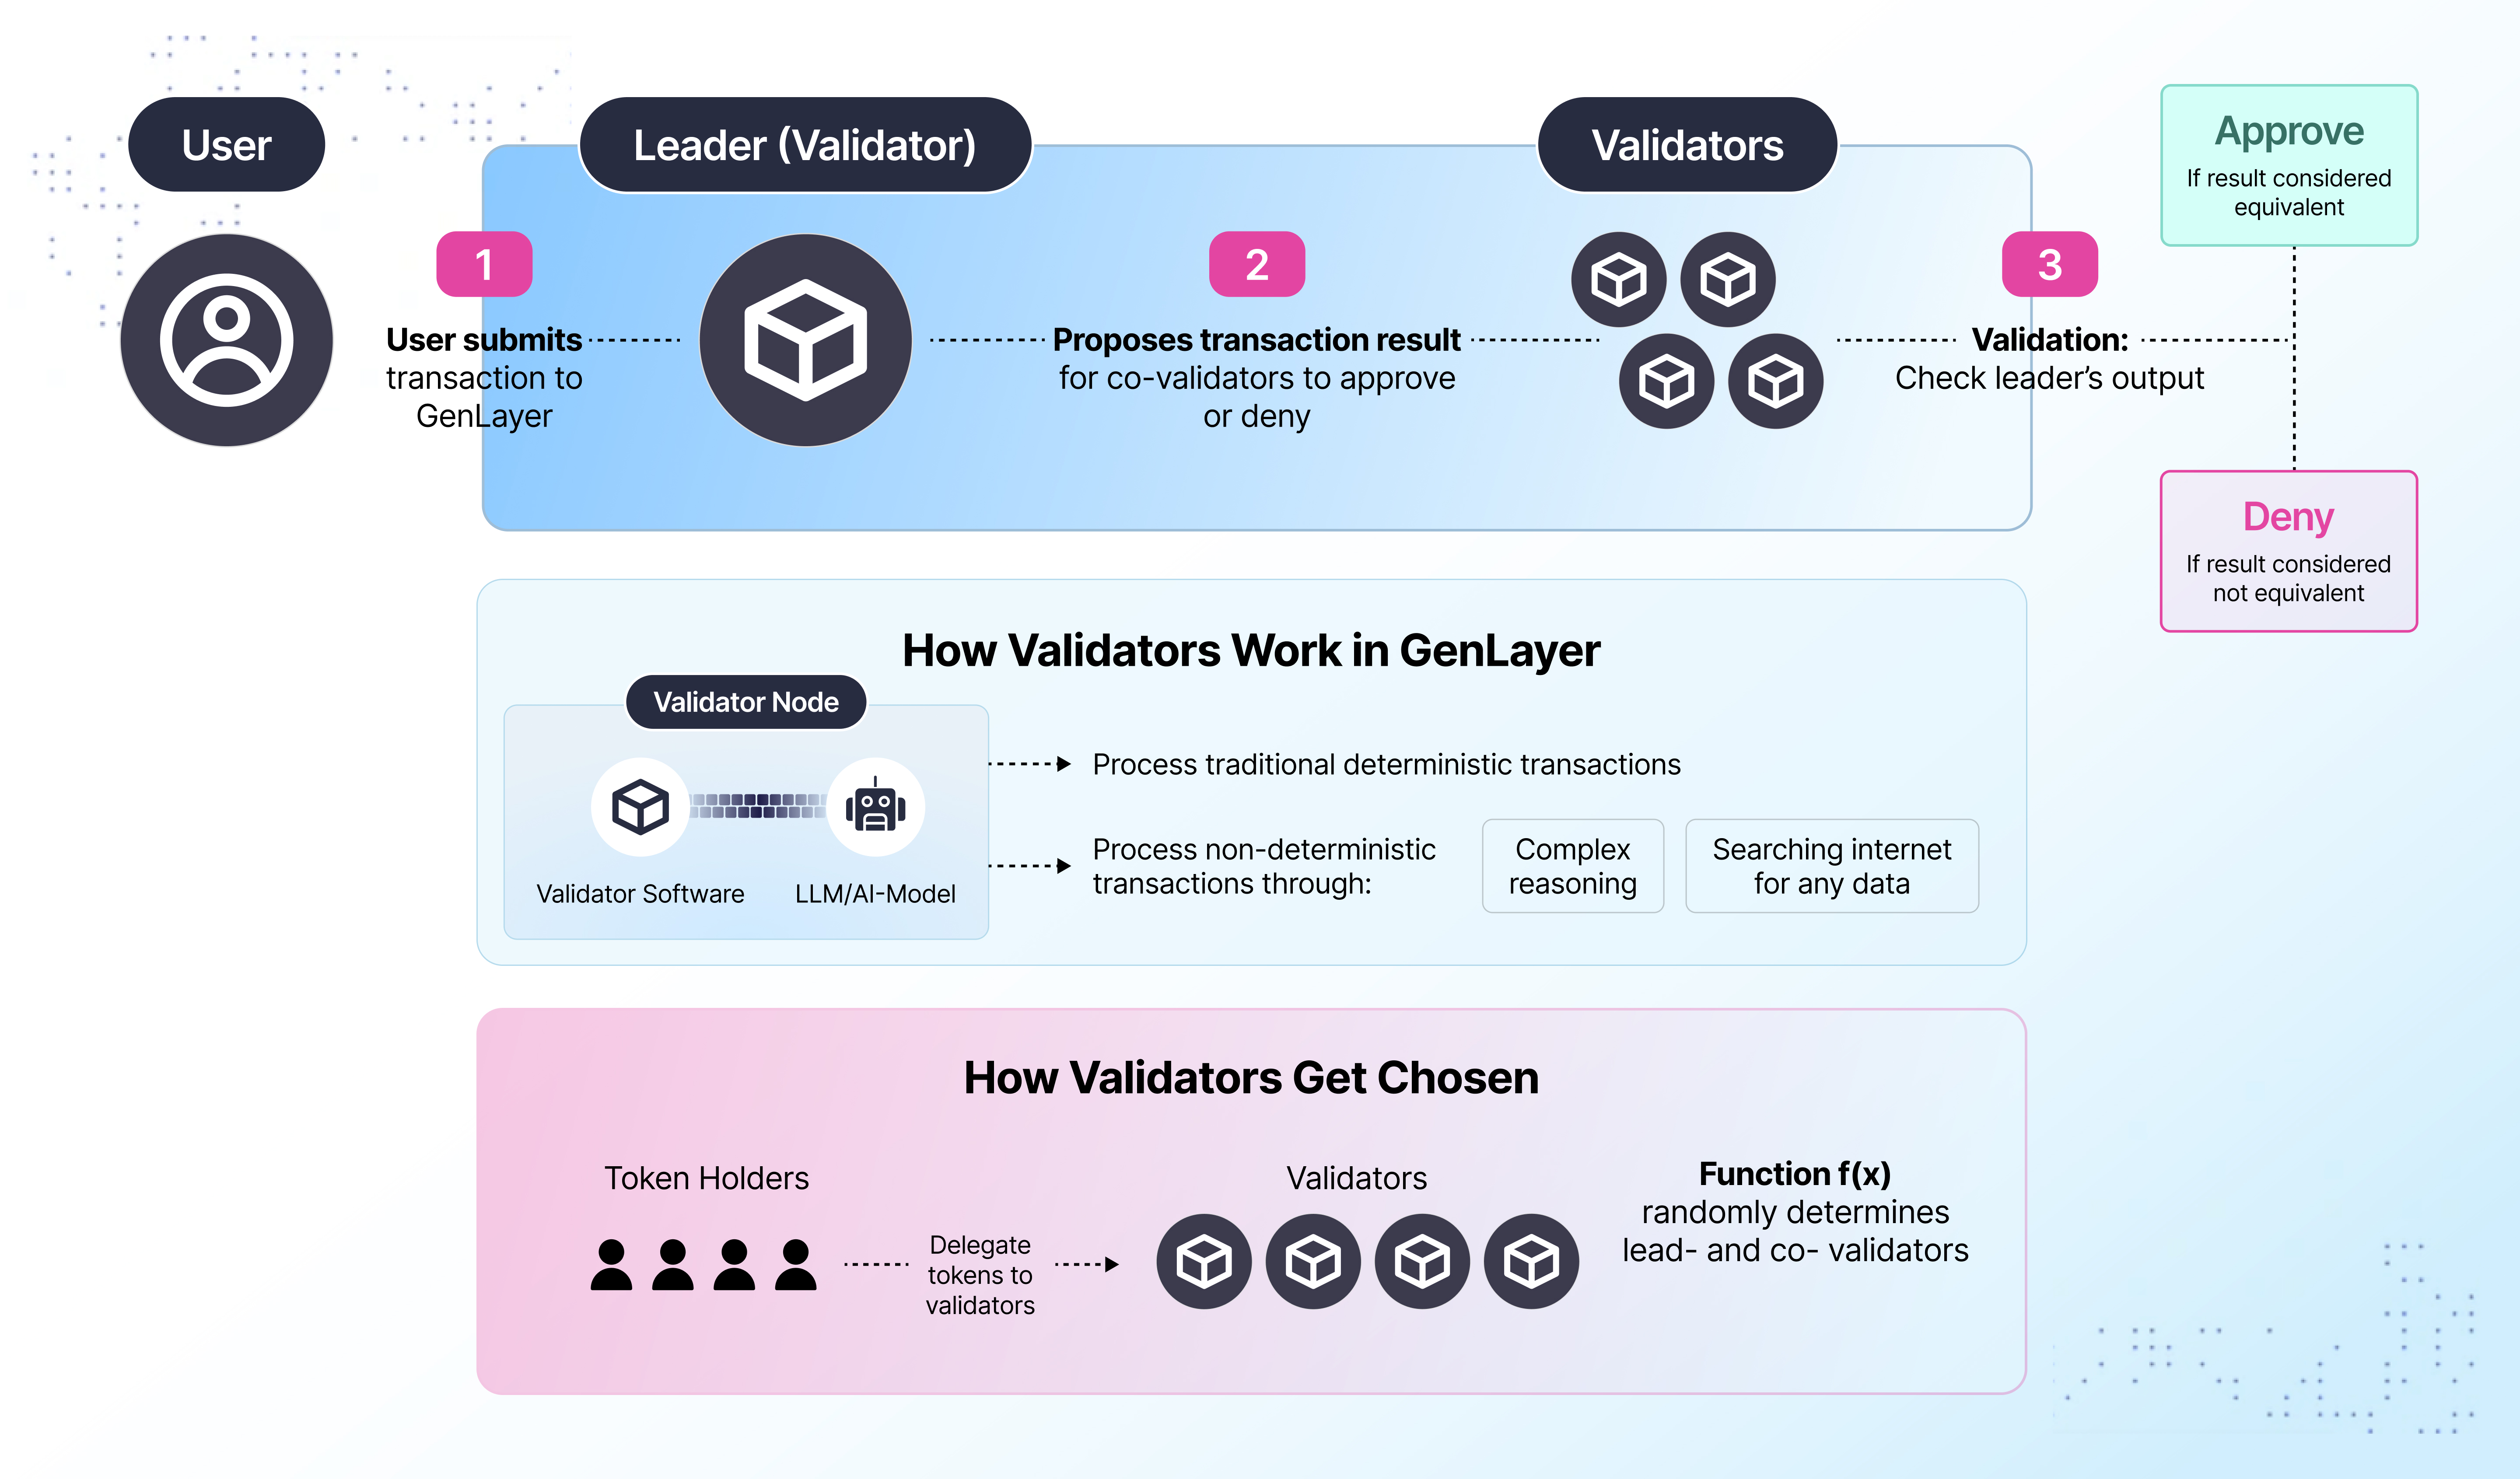 User
Leader (Validator)
Validators
1
User submits
transaction to
GenLayer
2
Proposes transaction result
for co-validators to approve
or deny
3
Validation:
Check leader’s output
Approve
If result considered
equivalent
Deny
If result considered
not equivalent
How Validators Work in GenLayer
Validator Node
Validator Software
LLM/AI-Model
Process traditional deterministic transactions
Process non-deterministic
transactions through:
Complex
reasoning
Searching internet
for any data
How Validators Get Chosen
Token Holders
Delegate
tokens to
validators
Validators
Function f(x)
randomly determines
lead- and co- validators